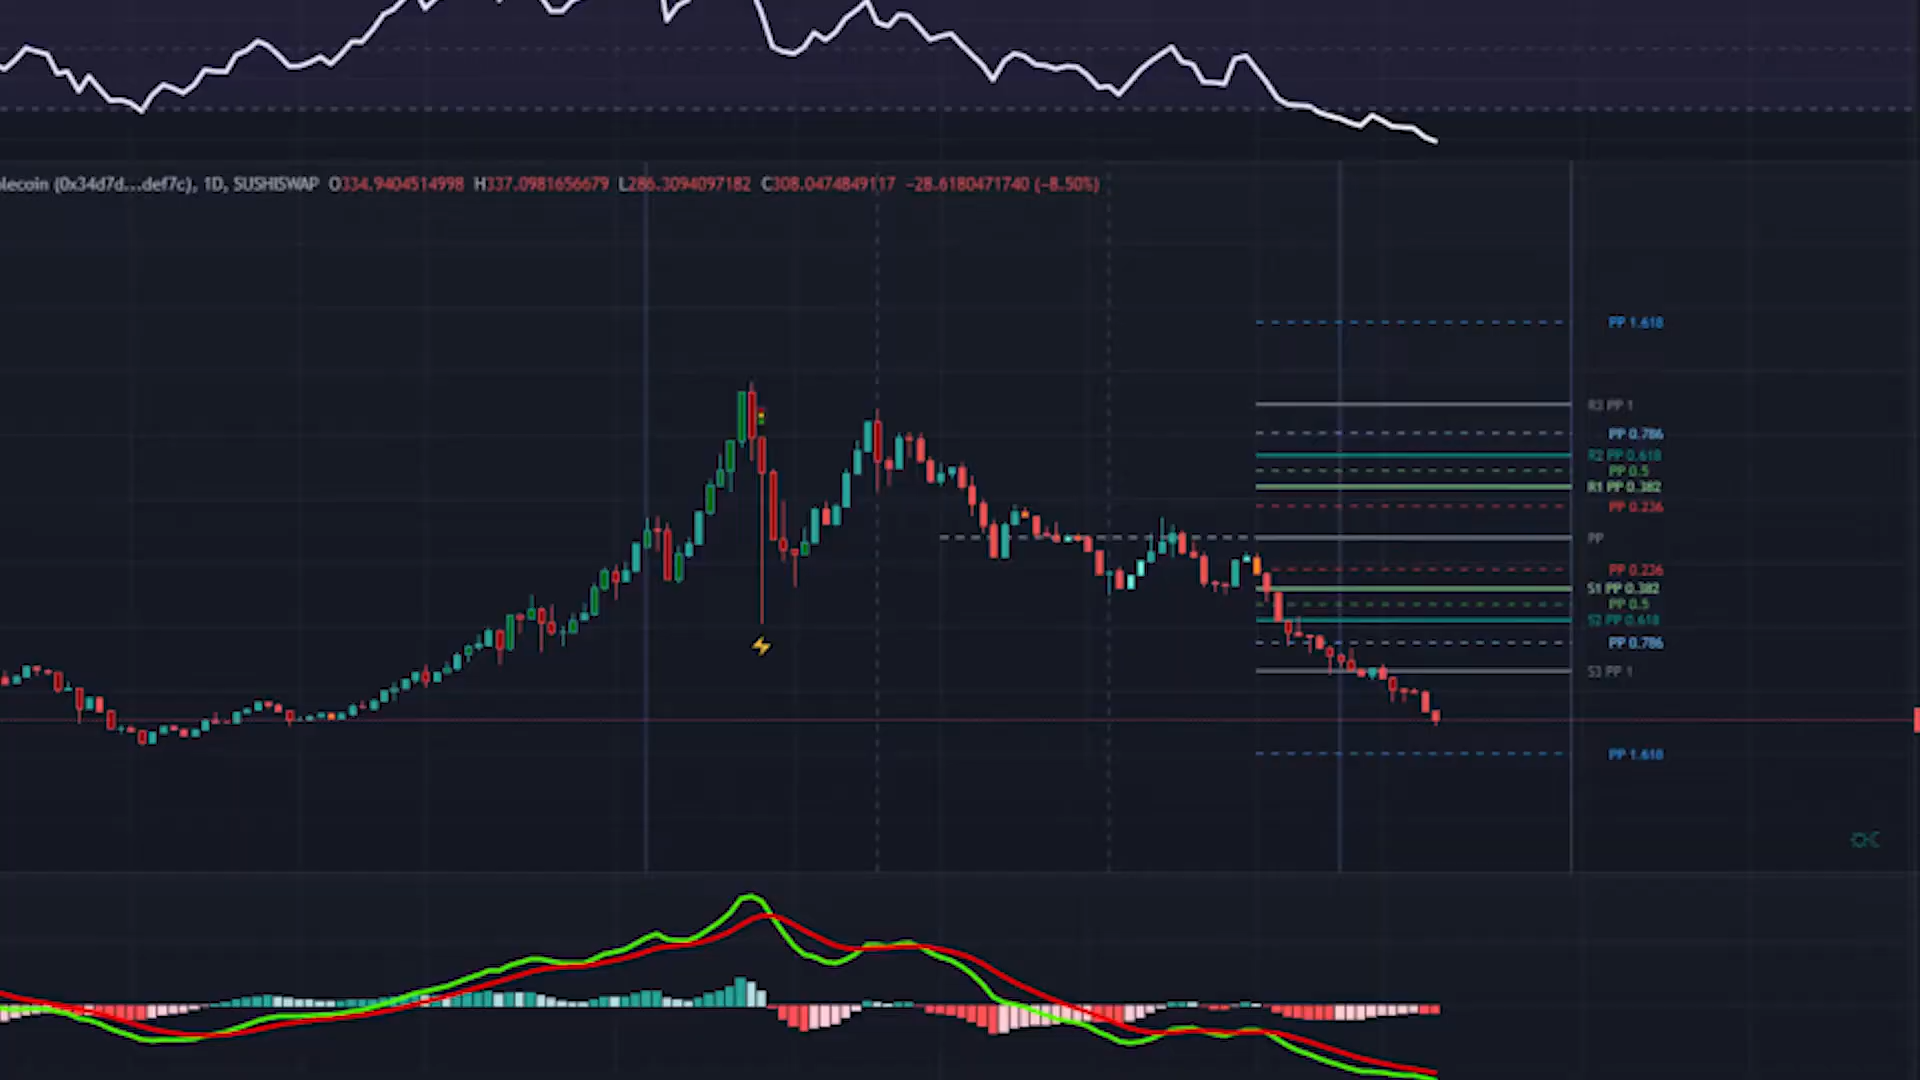 lecoin (0x34d7d...def7c), 1D, SUSHISWAP O334.9404514998 H337.0981656679 L286.3094097182 C308.0474849117 −28.6180471740 (−8.50%)
PP 1.618
R3 PP 1
PP 0.786
R2 PP 0.618
PP 0.5
R1 PP 0.382
PP 0.236
PP
PP 0.236
S1 PP 0.382
PP 0.5
S2 PP 0.618
PP 0.786
S3 PP 1
PP 1.618